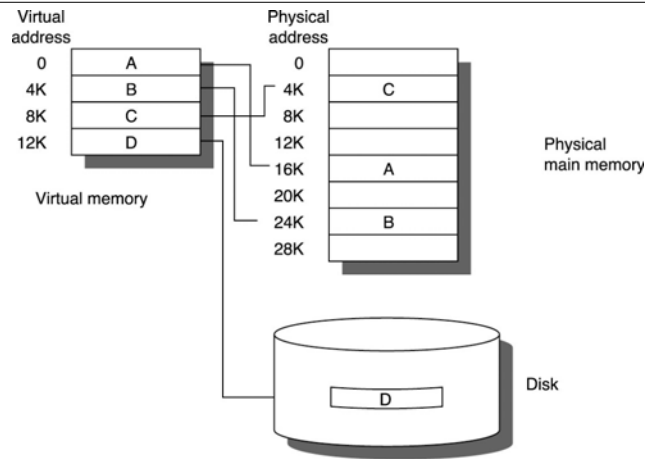 Virtual
address
0
A
4K
B
8K
C
12K
D
Virtual memory
Physical
address
0
4K
C
8K
12K
16K
A
20K
24K
B
28K
Physical
main memory
D
Disk